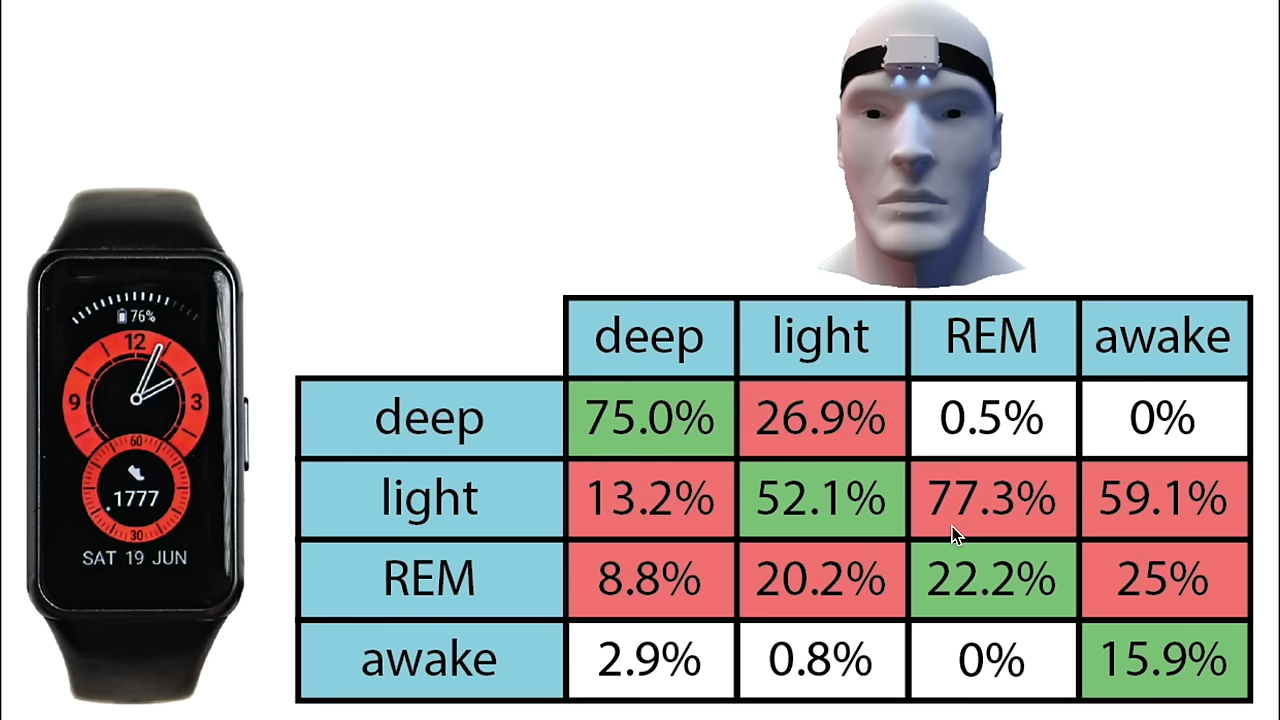 76%
12
9
3
60
1777
30
SAT 19 JUN
deep light REM awake
deep 75.0% 26.9% 0.5% 0%
light 13.2% 52.1% 77.3% 59.1%
REM 8.8% 20.2% 22.2% 25%
awake 2.9% 0.8% 0% 15.9%